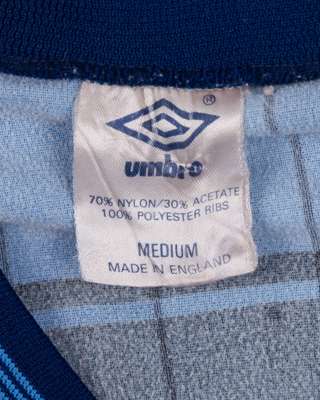 ®
umbro
70% NYLON/30% ACETATE
100% POLYESTER RIBS
MEDIUM
MADE IN ENGLAND